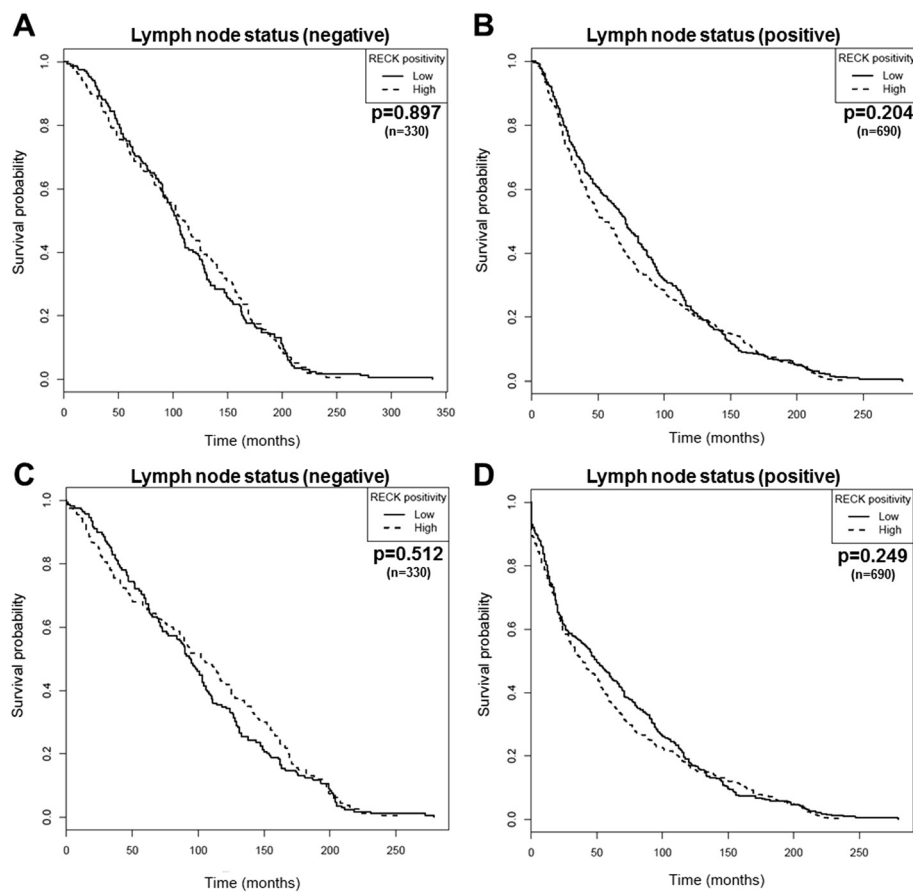 A
Lymph node status (negative)
RECK positivity
Low
High
p=0.897
(n=330)
Survival probability
1.0
0.8
0.6
0.4
0.2
0.0
0 50 100 150 200 250 300 350
Time (months)
B
Lymph node status (positive)
RECK positivity
Low
High
p=0.204
(n=690)
Survival probability
1.0
0.8
0.6
0.4
0.2
0.0
0 50 100 150 200 250
Time (months)
C
Lymph node status (negative)
RECK positivity
Low
High
p=0.512
(n=330)
Survival probability
1.0
0.8
0.6
0.4
0.2
0.0
0 50 100 150 200 250
Time (months)
D
Lymph node status (positive)
RECK positivity
Low
High
p=0.249
(n=690)
Survival probability
1.0
0.8
0.6
0.4
0.2
0.0
0 50 100 150 200 250
Time (months)